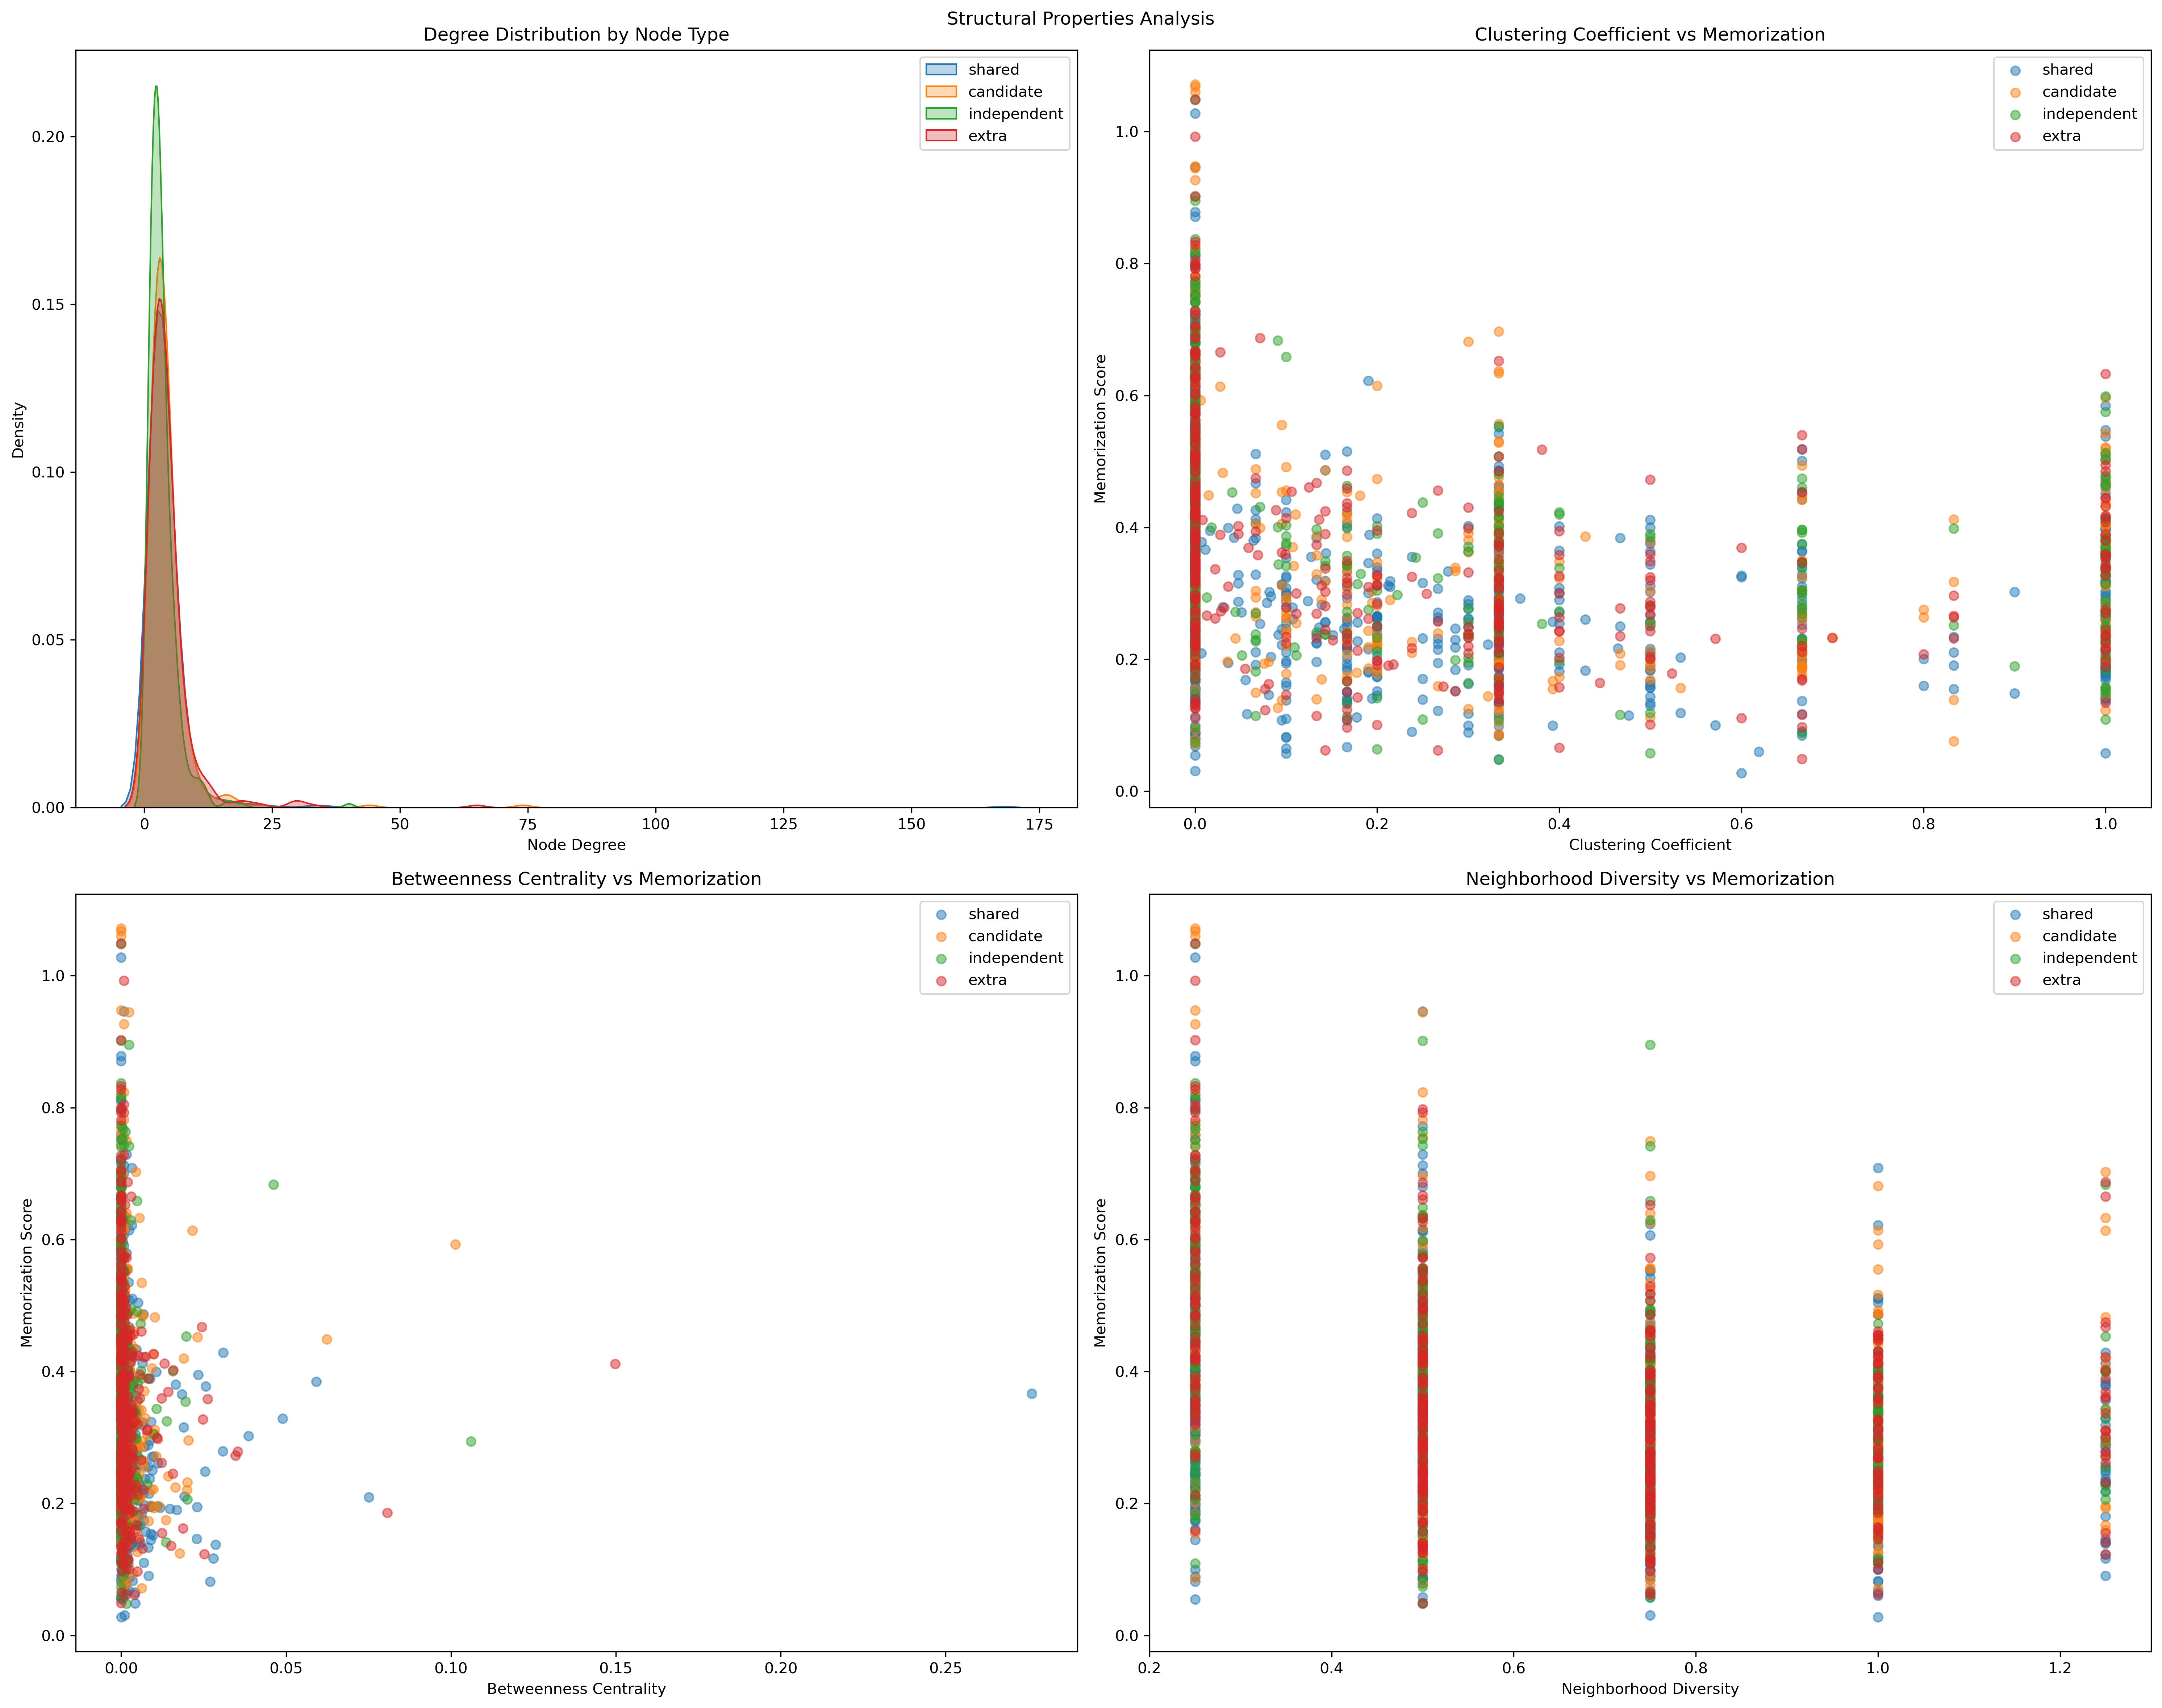 Structural Properties Analysis
Degree Distribution by Node Type
shared
candidate
independent
extra
0.20
0.15
0.10
0.05
0.00
Density
0 25 50 75 100 125 150 175
Node Degree
Clustering Coefficient vs Memorization
shared
candidate
independent
extra
1.0
0.8
0.6
0.4
0.2
0.0
Memorization Score
0.0 0.2 0.4 0.6 0.8 1.0
Clustering Coefficient
Betweenness Centrality vs Memorization
shared
candidate
independent
extra
1.0
0.8
0.6
0.4
0.2
0.0
Memorization Score
0.00 0.05 0.10 0.15 0.20 0.25
Betweenness Centrality
Neighborhood Diversity vs Memorization
shared
candidate
independent
extra
1.0
0.8
0.6
0.4
0.2
0.0
Memorization Score
0.2 0.4 0.6 0.8 1.0 1.2
Neighborhood Diversity